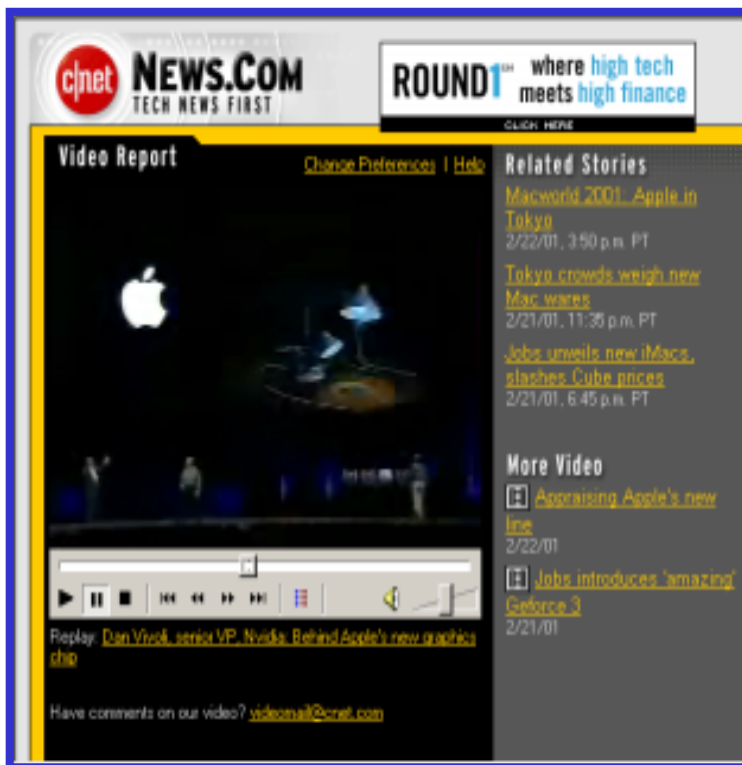 c|net NEWS.COM
TECH NEWS FIRST
ROUND1 SM where high tech
meets high finance
CLICK HERE
Video Report
Change Preferences | Help
Related Stories
Macworld 2001: Apple in
Tokyo
2/22/01, 3:50 p.m. PT
Tokyo crowds weigh new
Mac wares
2/21/01, 11:35 p.m. PT
Jobs unveils new iMacs,
slashes Cube prices
2/21/01, 6:45 p.m. PT
More Video
Appraising Apple's new
line
2/22/01
Jobs introduces 'amazing'
Geforce 3
2/21/01
Replay: Dan Vivoli, senior VP, Nvidia: Behind Apple's new graphics
chip
Have comments on our video? videomail@cnet.com